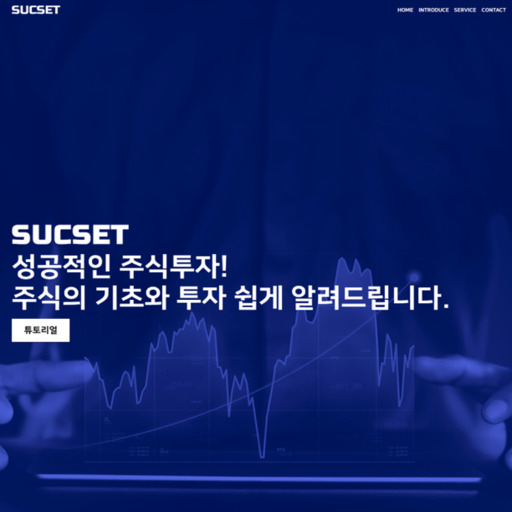 SUCSET
HOME INTRODUCE SERVICE CONTACT
SUCSET
성공적인 주식투자!
주식의 기초와 투자 쉽게 알려드립니다.
튜토리얼